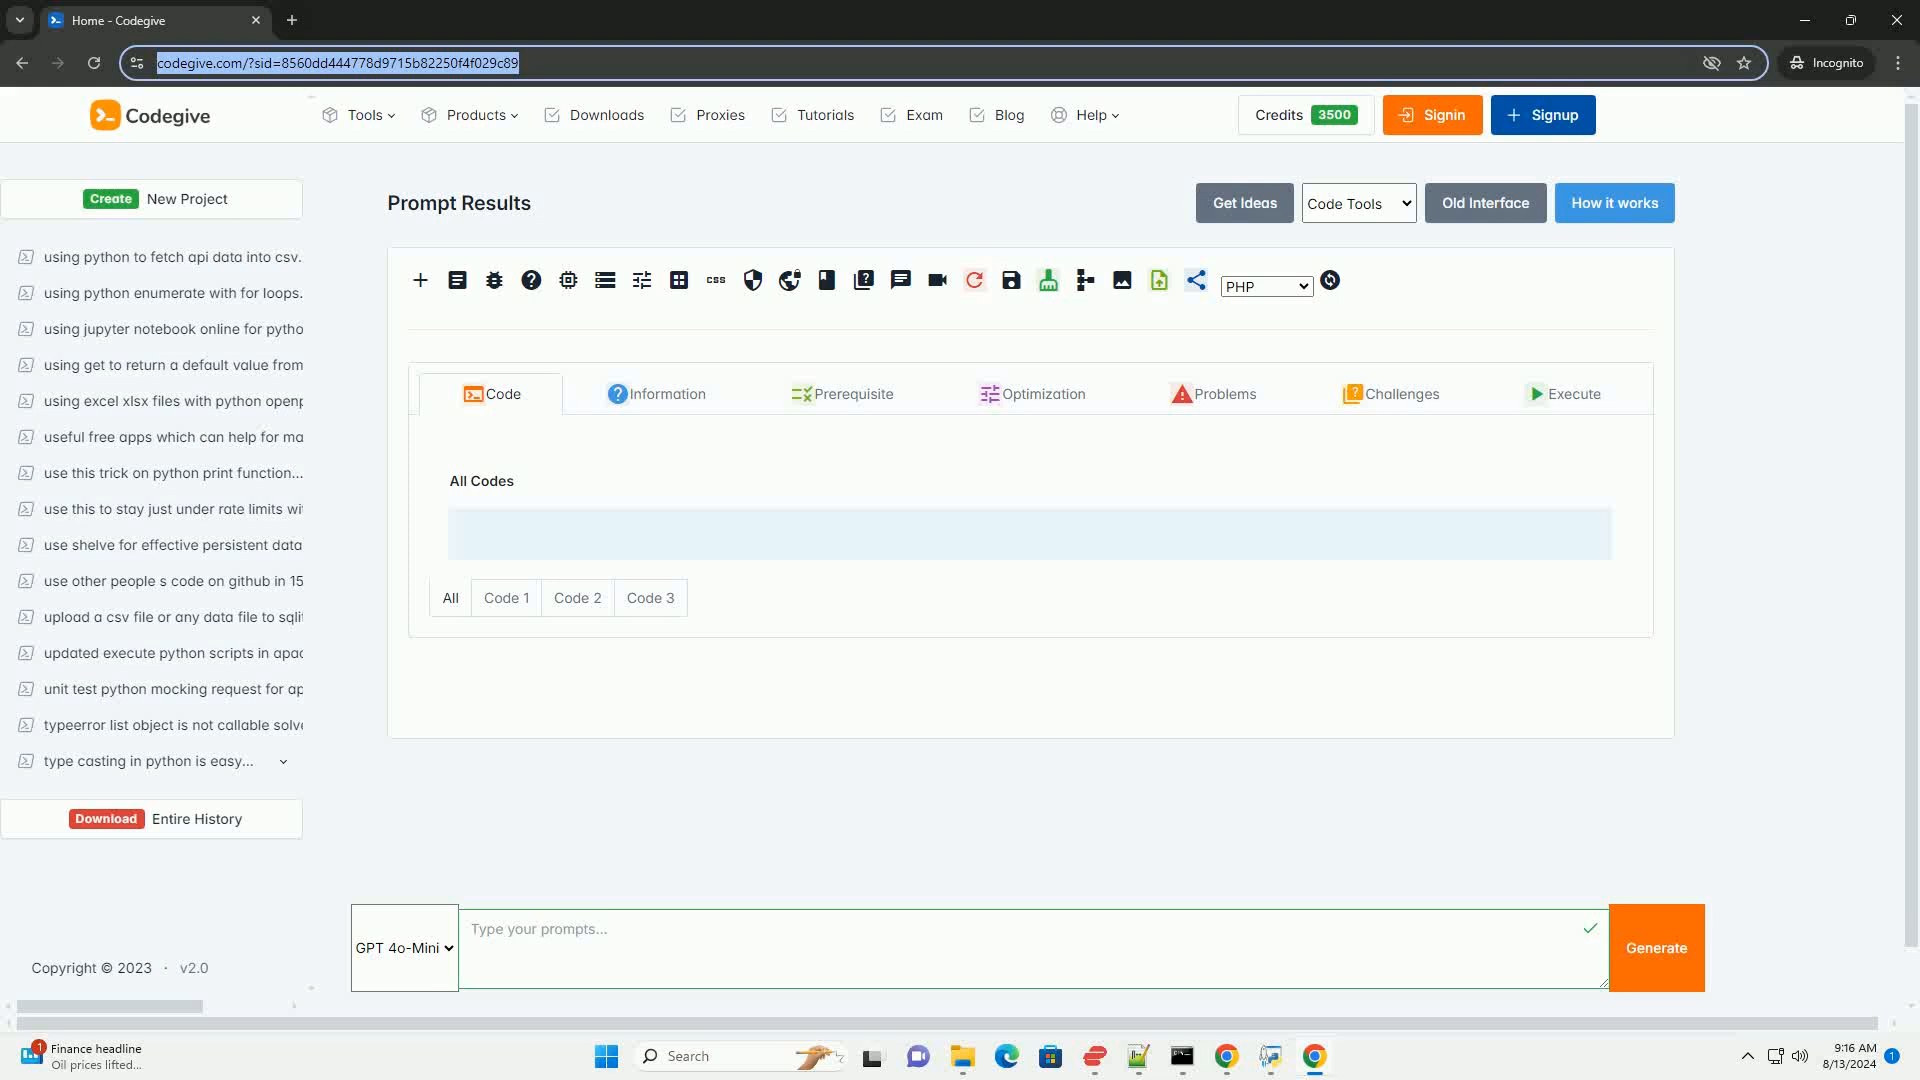 Home - Codegive
codegive.com/?sid=8560dd444778d9715b82250f4f029c89
Incognito
Codegive
Tools
Products
Downloads
Proxies
Tutorials
Exam
Blog
Help
Credits 3500
Signin
Signup
Create New Project
using python to fetch api data into csv.
using python enumerate with for loops.
using jupyter notebook online for pytho
using get to return a default value from
using excel xlsx files with python openp
useful free apps which can help for ma
use this trick on python print function...
use this to stay just under rate limits wi
use shelve for effective persistent data
use other people s code on github in 15
upload a csv file or any data file to sqli
updated execute python scripts in apac
unit test python mocking request for ap
typeerror list object is not callable solve
type casting in python is easy...
Download Entire History
Copyright © 2023 · v2.0
Prompt Results
Get Ideas
Code Tools
Old Interface
How it works
css
PHP
Code
Information
Prerequisite
Optimization
Problems
Challenges
Execute
All Codes
All
Code 1
Code 2
Code 3
GPT 4o-Mini
Type your prompts...
Generate
1
Finance headline
Oil prices lifted...
Search
9:16 AM
8/13/2024
1